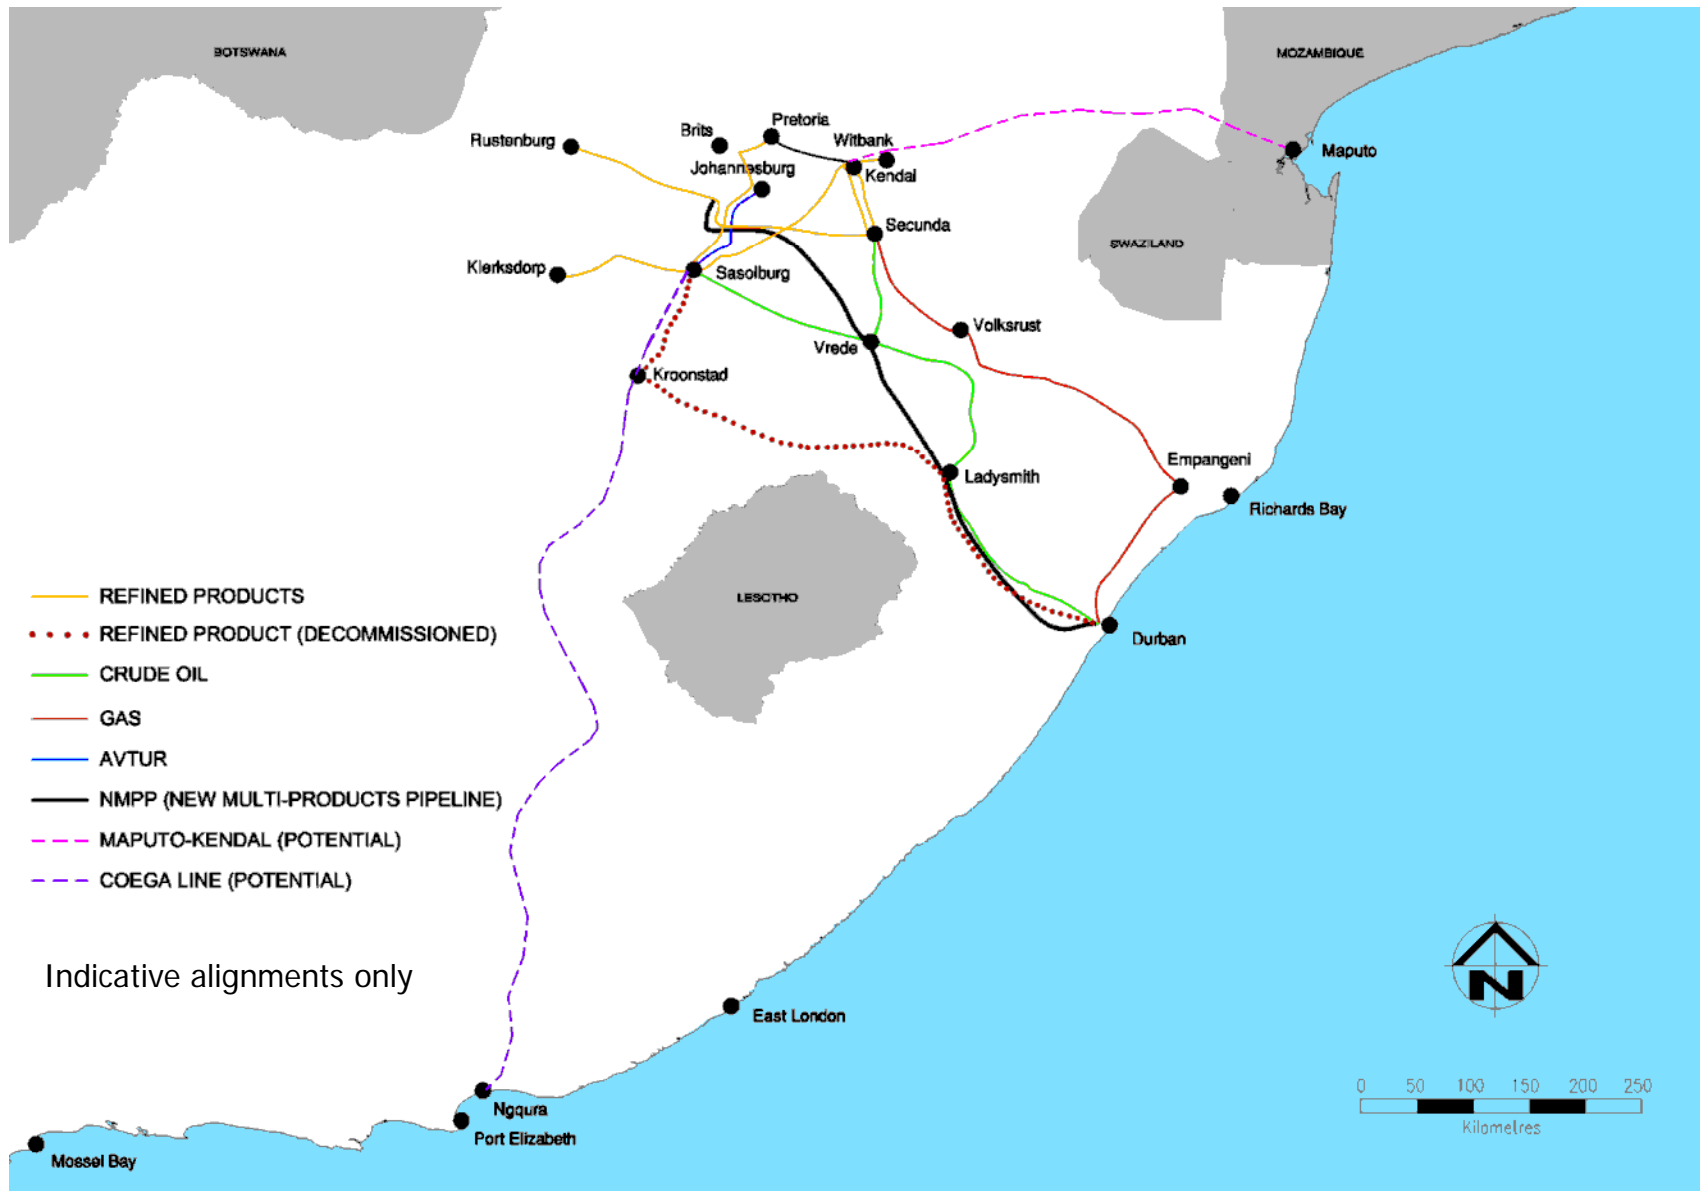 BOTSWANA
MOZAMBIQUE
Pretoria
Brits
Witbank
Rustenburg
Maputo
Johannesburg
Kendal
Secunda
SWAZILAND
Klerksdorp
Sasolburg
Volksrust
Vrede
Kroonstad
Empangeni
Ladysmith
Richards Bay
LESOTHO
Durban
REFINED PRODUCTS
REFINED PRODUCT (DECOMMISSIONED)
CRUDE OIL
GAS
AVTUR
NMPP (NEW MULTI-PRODUCTS PIPELINE)
MAPUTO-KENDAL (POTENTIAL)
COEGA LINE (POTENTIAL)
Indicative alignments only
N
East London
0 50 100 150 200 250
Kilometres
Ngqura
Port Elizabeth
Mossel Bay